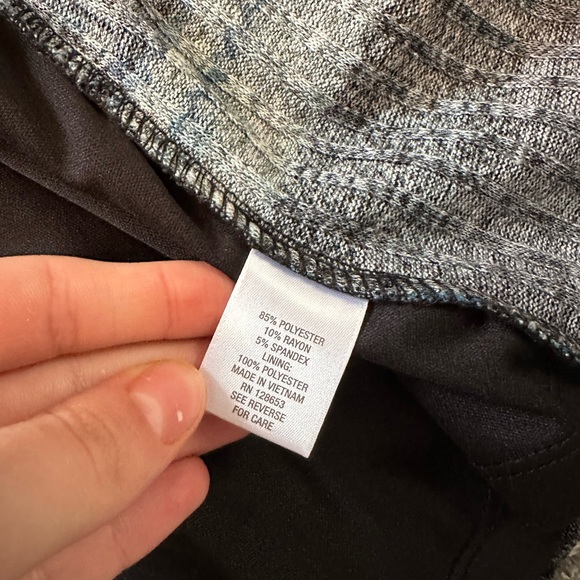 85% POLYESTER
10% RAYON
5% SPANDEX
LINING:
100% POLYESTER
MADE IN VIETNAM
RN 128653
SEE REVERSE
FOR CARE